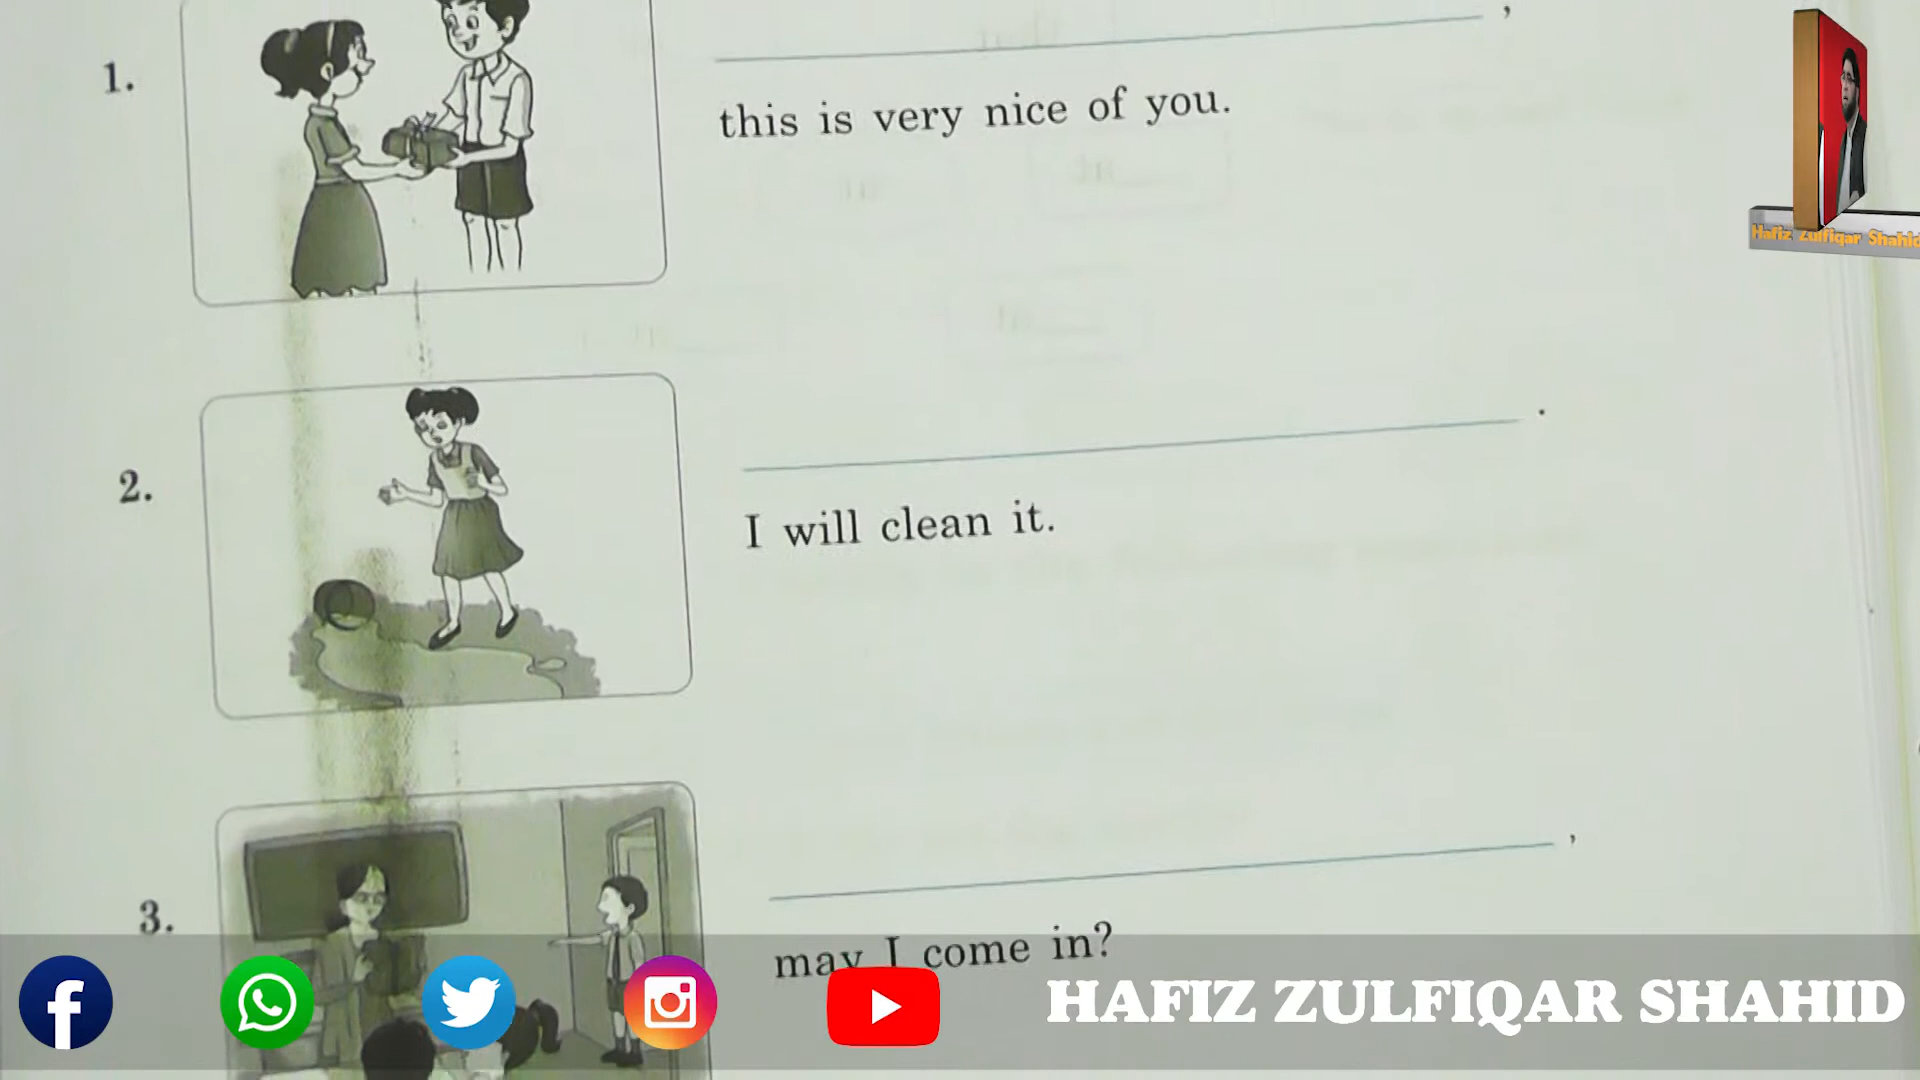 1.
,
this is very nice of you.
Hafiz Zulfiqar Shahid
2.
.
I will clean it.
3.
,
may I come in?
HAFIZ ZULFIQAR SHAHID